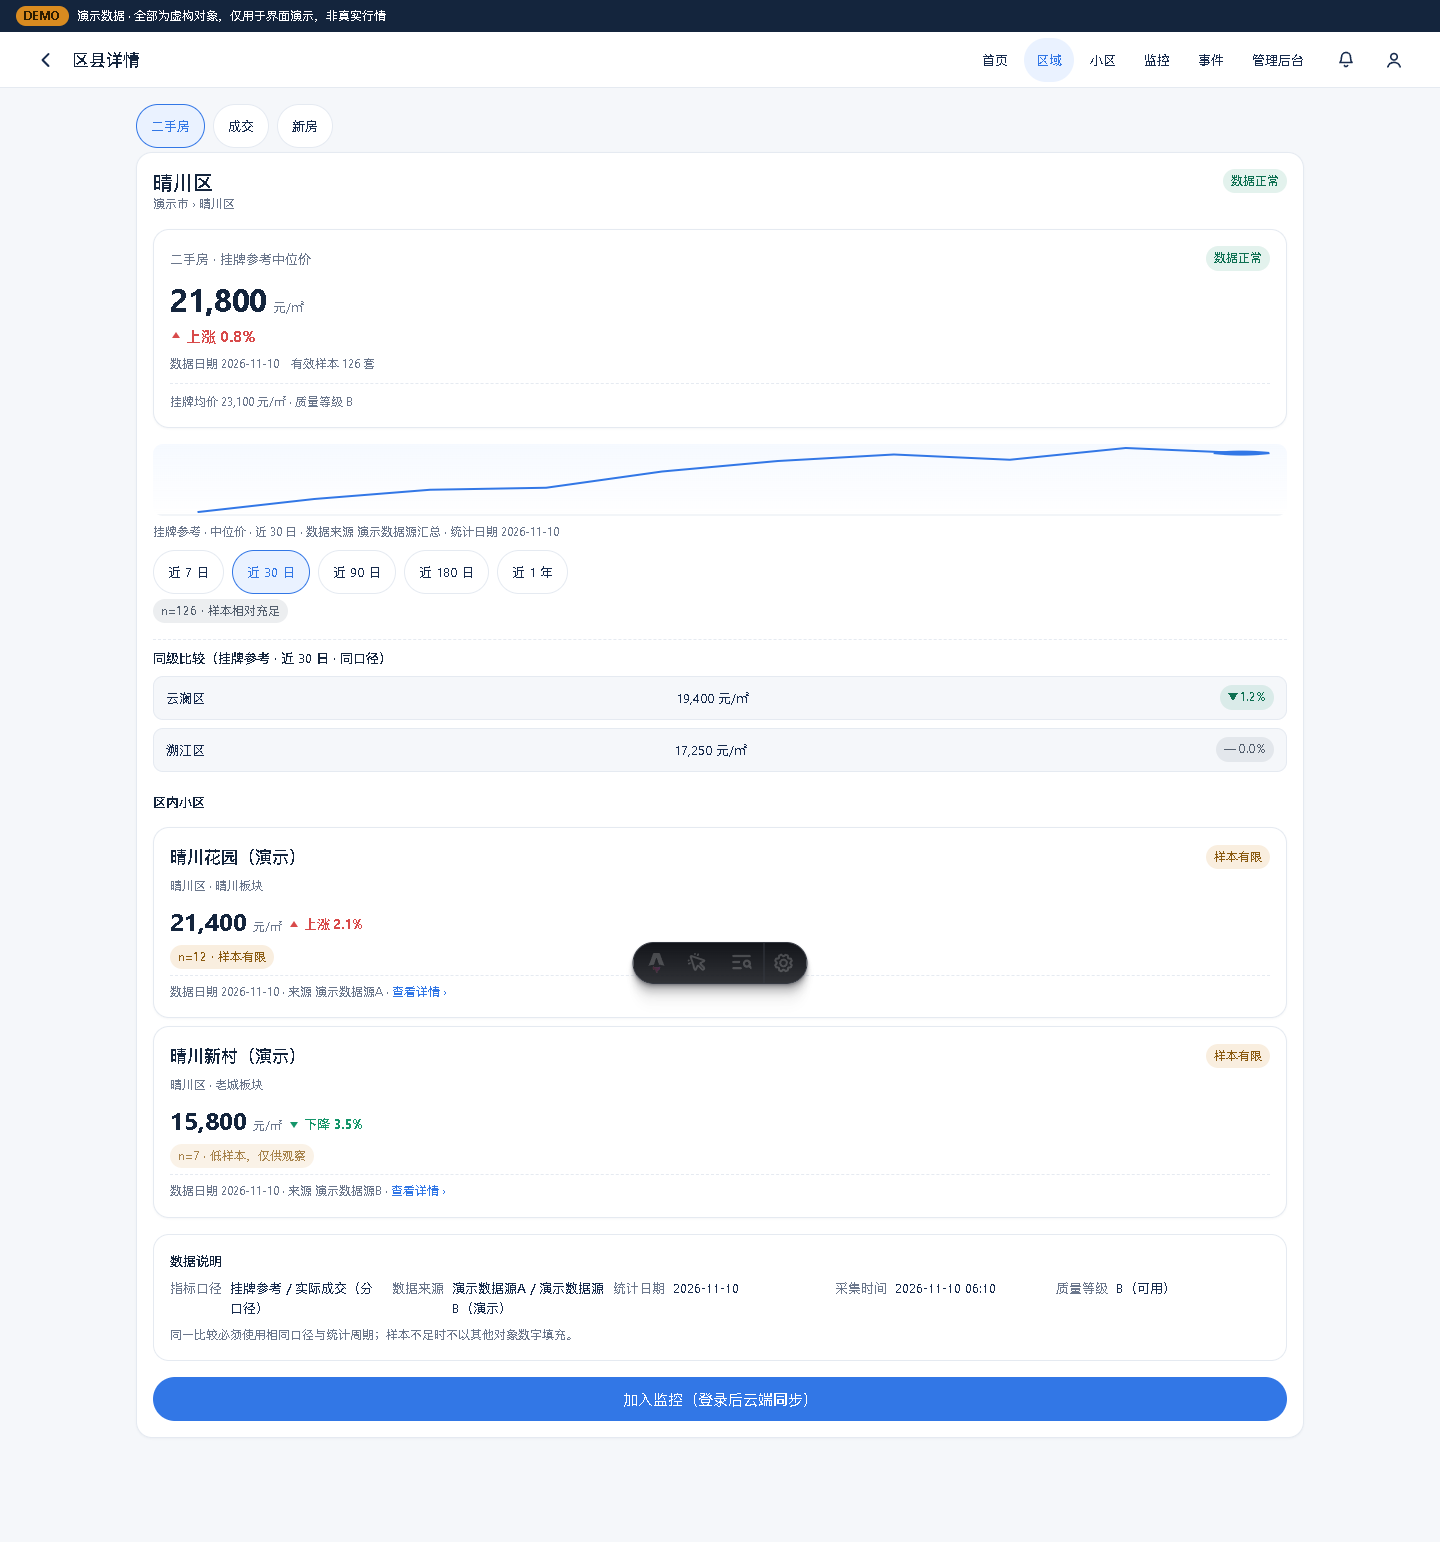 DEMO 演示数据 · 全部为虚构对象，仅用于界面演示，非真实行情
区县详情 首页 区域 小区 监控 事件 管理后台
二手房 成交 新房
晴川区 数据正常
演示市 › 晴川区
二手房 · 挂牌参考中位价 数据正常
21,800 元/㎡
上涨 0.8%
数据日期 2026-11-10 有效样本 126 套
挂牌均价 23,100 元/㎡ · 质量等级 B
挂牌参考 · 中位价 · 近 30 日 · 数据来源 演示数据源汇总 · 统计日期 2026-11-10
近 7 日 近 30 日 近 90 日 近 180 日 近 1 年
n=126 · 样本相对充足
同级比较（挂牌参考 · 近 30 日 · 同口径）
云澜区 19,400 元/㎡ ▼1.2%
溯江区 17,250 元/㎡ —0.0%
区内小区
晴川花园（演示） 样本有限
晴川区 · 晴川板块
21,400 元/㎡ 上涨 2.1%
n=12 · 样本有限
数据日期 2026-11-10 · 来源 演示数据源A · 查看详情 ›
晴川新村（演示） 样本有限
晴川区 · 老城板块
15,800 元/㎡ 下降 3.5%
n=7 · 低样本，仅供观察
数据日期 2026-11-10 · 来源 演示数据源B · 查看详情 ›
数据说明
指标口径 挂牌参考 / 实际成交（分 数据来源 演示数据源A / 演示数据源 统计日期 2026-11-10 采集时间 2026-11-10 06:10 质量等级 B（可用）
口径） B（演示）
同一比较必须使用相同口径与统计周期；样本不足时不以其他对象数字填充。
加入监控（登录后云端同步）